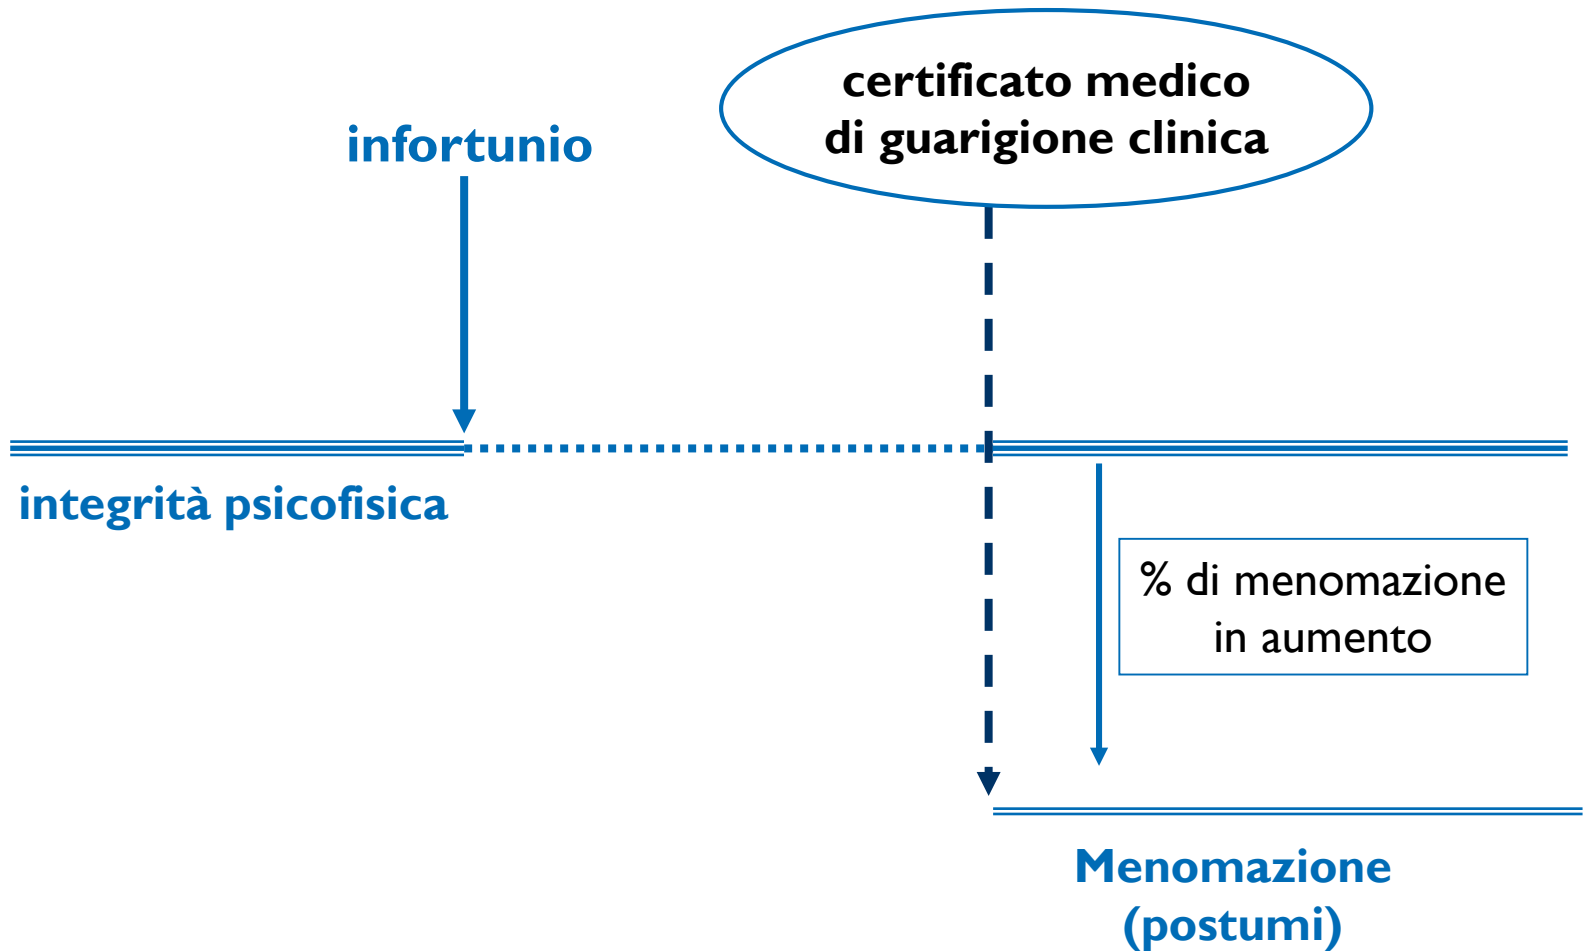 certificato medico
di guarigione clinica
infortunio
integrità psicofisica
% di menomazione
in aumento
Menomazione
(postumi)